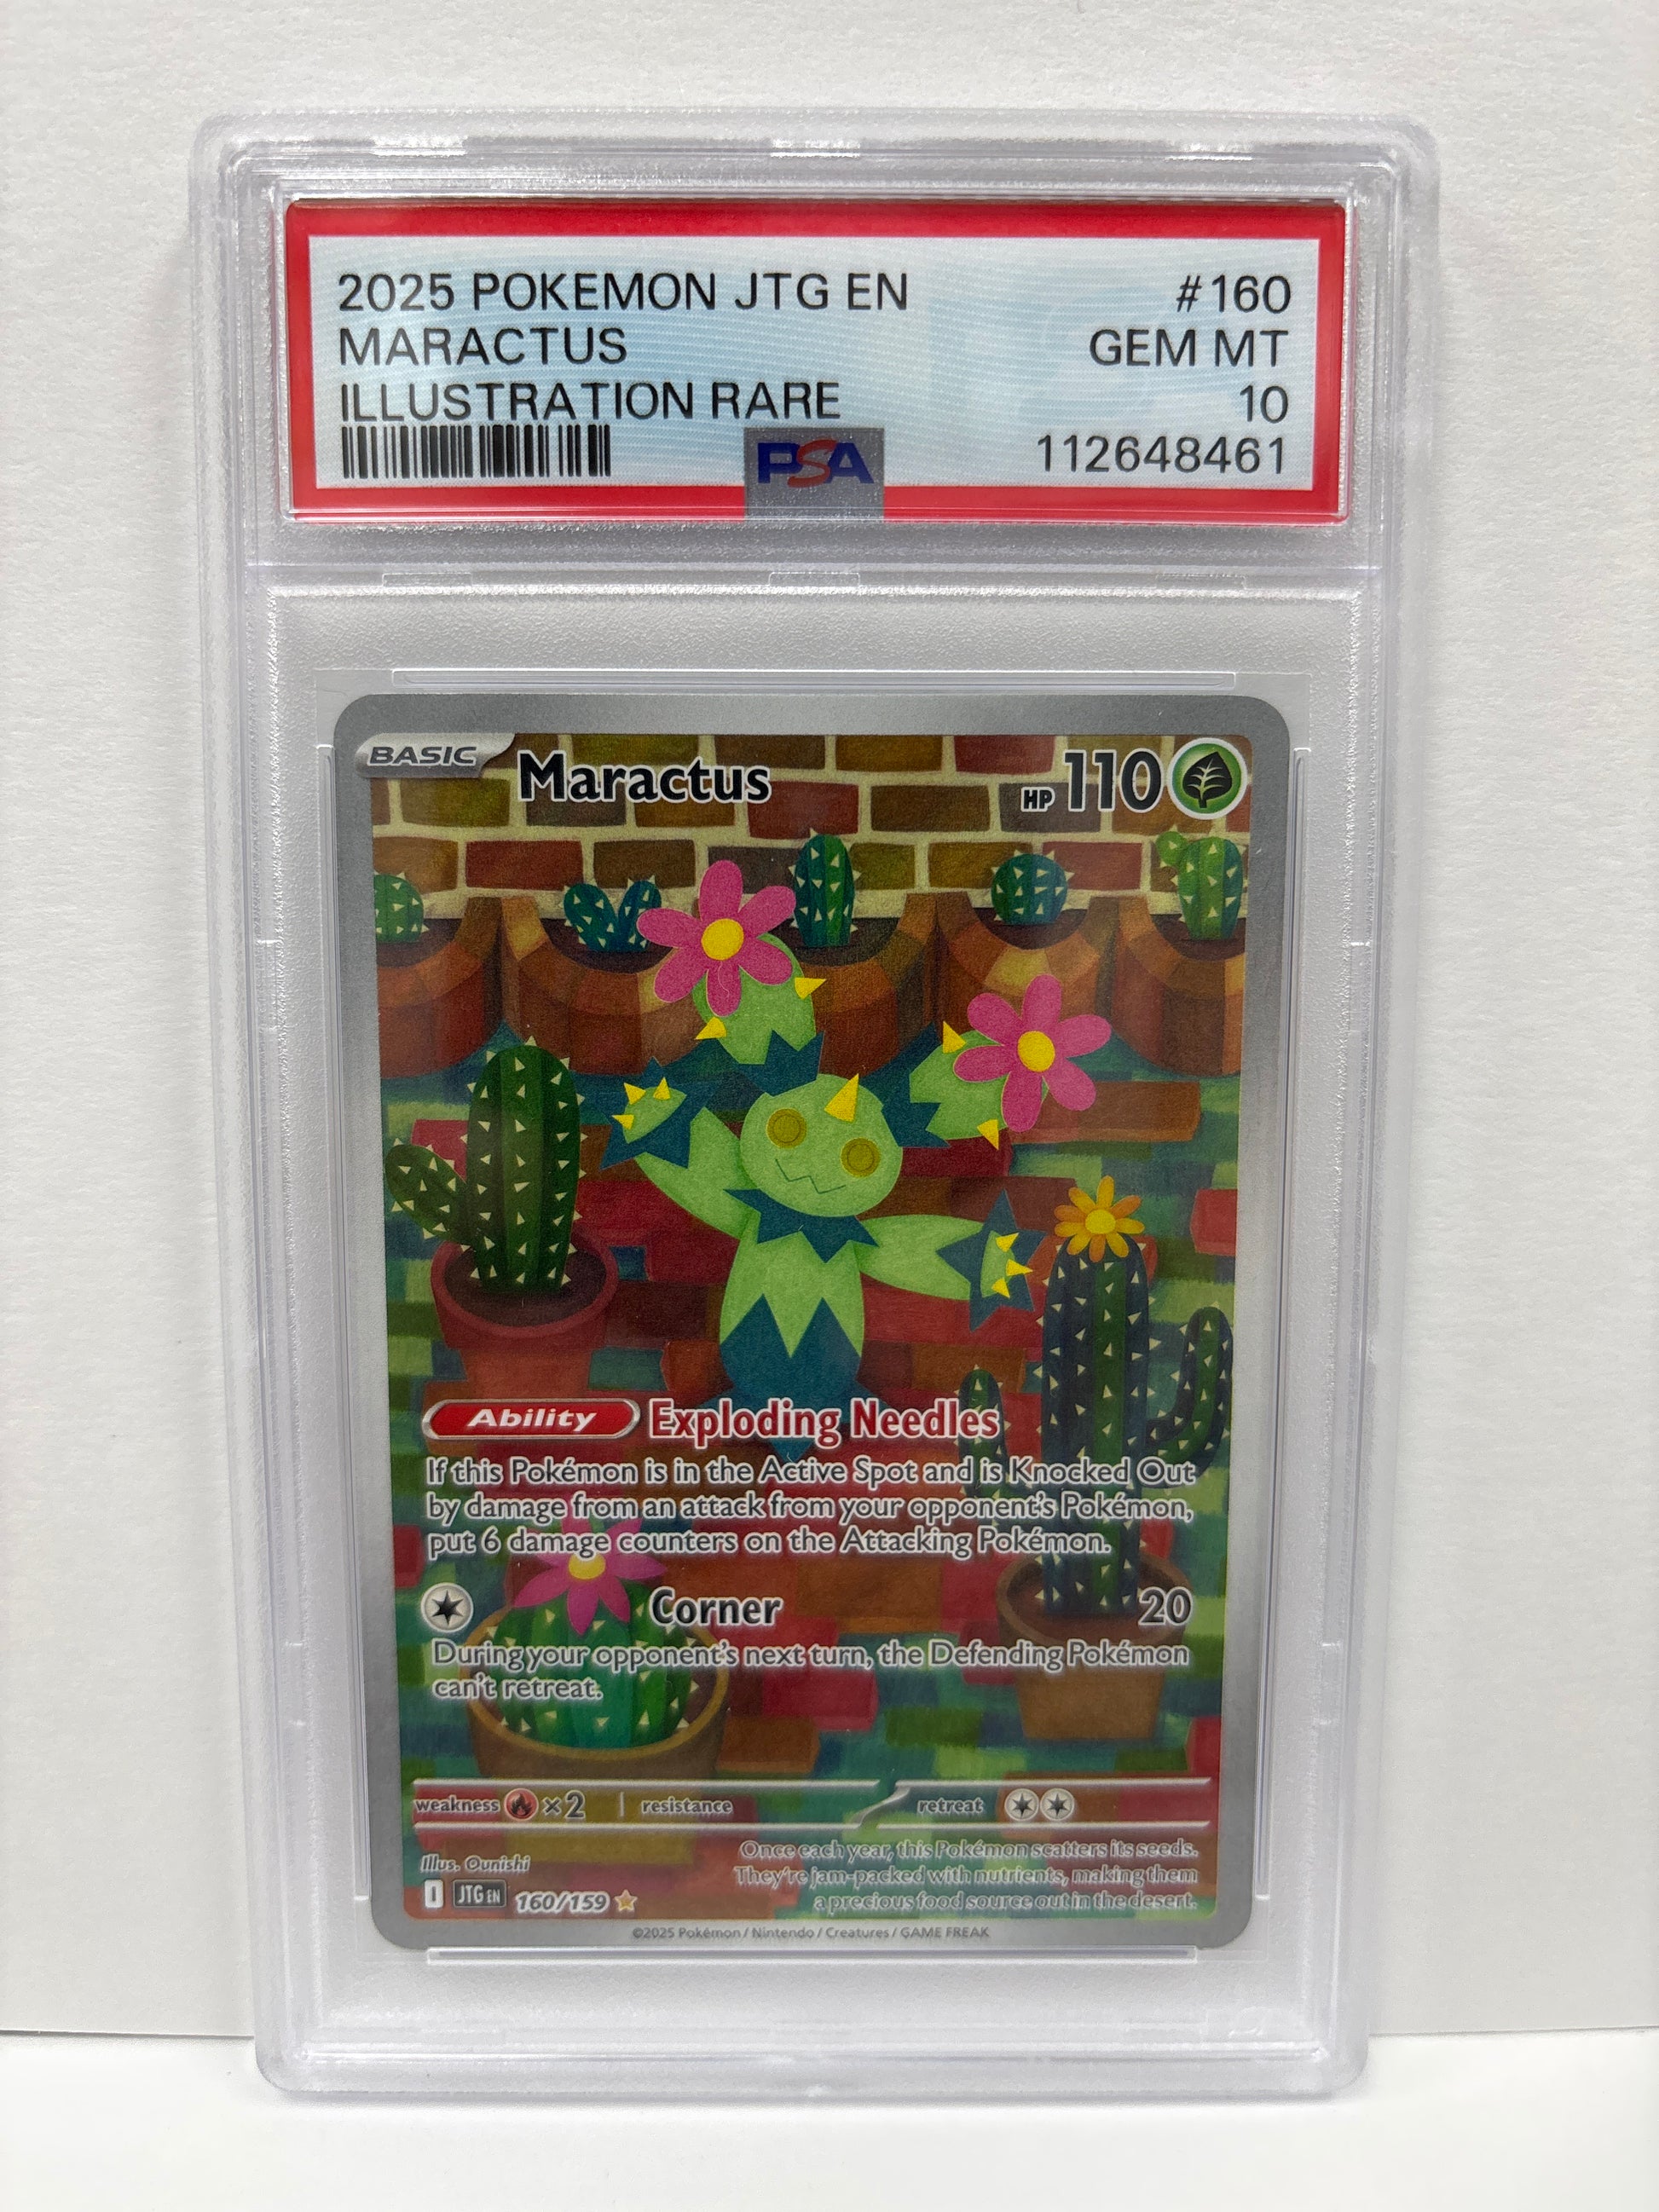 2025 POKEMON JTG EN #160
MARACTUS GEM MT
ILLUSTRATION RARE 10
PSA 112648461
BASIC Maractus HP 110
Ability Exploding Needles
If this Pokémon is in the Active Spot and is Knocked Out
by damage from an attack from your opponent's Pokémon,
put 6 damage counters on the Attacking Pokémon.
Corner 20
During your opponent's next turn, the Defending Pokémon
can't retreat.
weakness ×2 resistance retreat
Illus. Ounishi
Once each year, this Pokémon scatters its seeds.
They're jam-packed with nutrients, making them
a precious food source out in the desert.
I JTG EN 160/159
©2025 Pokémon / Nintendo / Creatures / GAME FREAK